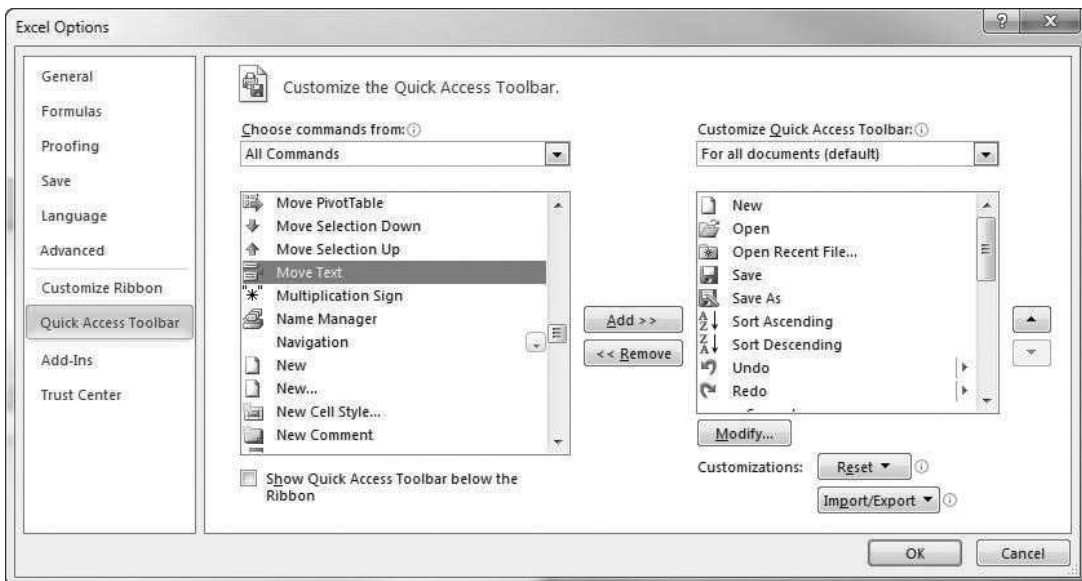 Excel Options
General
Formulas
Proofing
Save
Language
Advanced
Customize Ribbon
Quick Access Toolbar
Add-Ins
Trust Center
Customize the Quick Access Toolbar.
Choose commands from:
All Commands
Move PivotTable
Move Selection Down
Move Selection Up
Move Text
Multiplication Sign
Name Manager
Navigation
New
New...
New Cell Style...
New Comment
Show Quick Access Toolbar below the
Ribbon
Add >>
<< Remove
Customize Quick Access Toolbar:
For all documents (default)
New
Open
Open Recent File...
Save
Save As
Sort Ascending
Sort Descending
Undo
Redo
Modify...
Customizations:
Reset
Import/Export
OK
Cancel